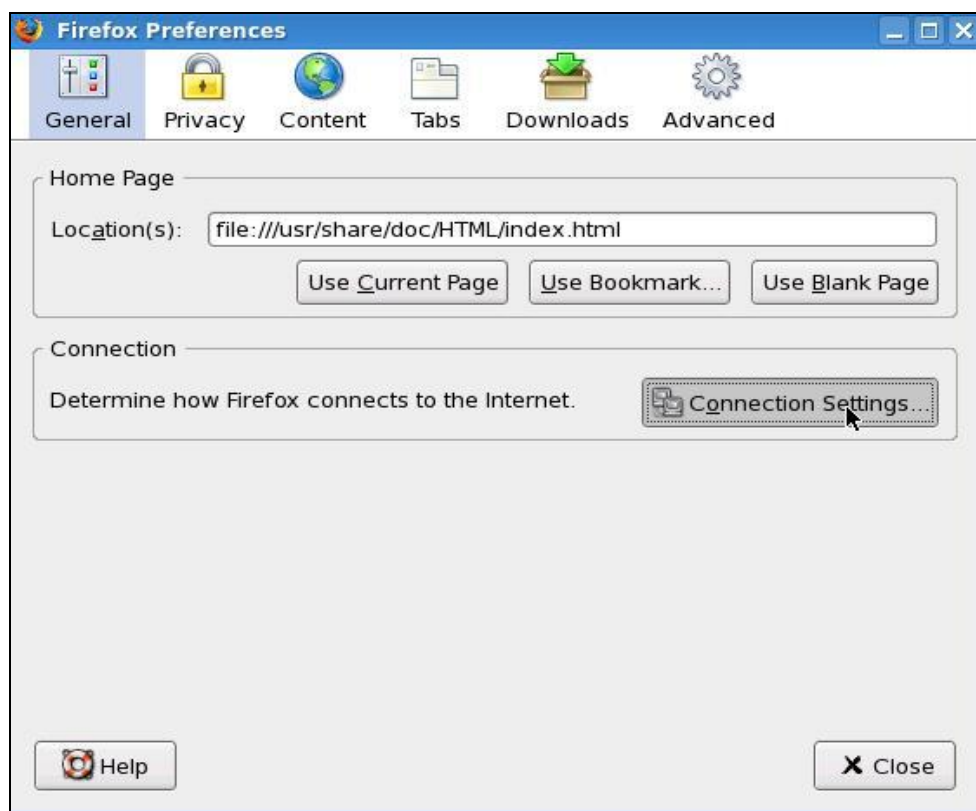 Firefox Preferences
General Privacy Content Tabs Downloads Advanced
Home Page
Location(s): file:///usr/share/doc/HTML/index.html
Use Current Page Use Bookmark... Use Blank Page
Connection
Determine how Firefox connects to the Internet. Connection Settings...
Help Close